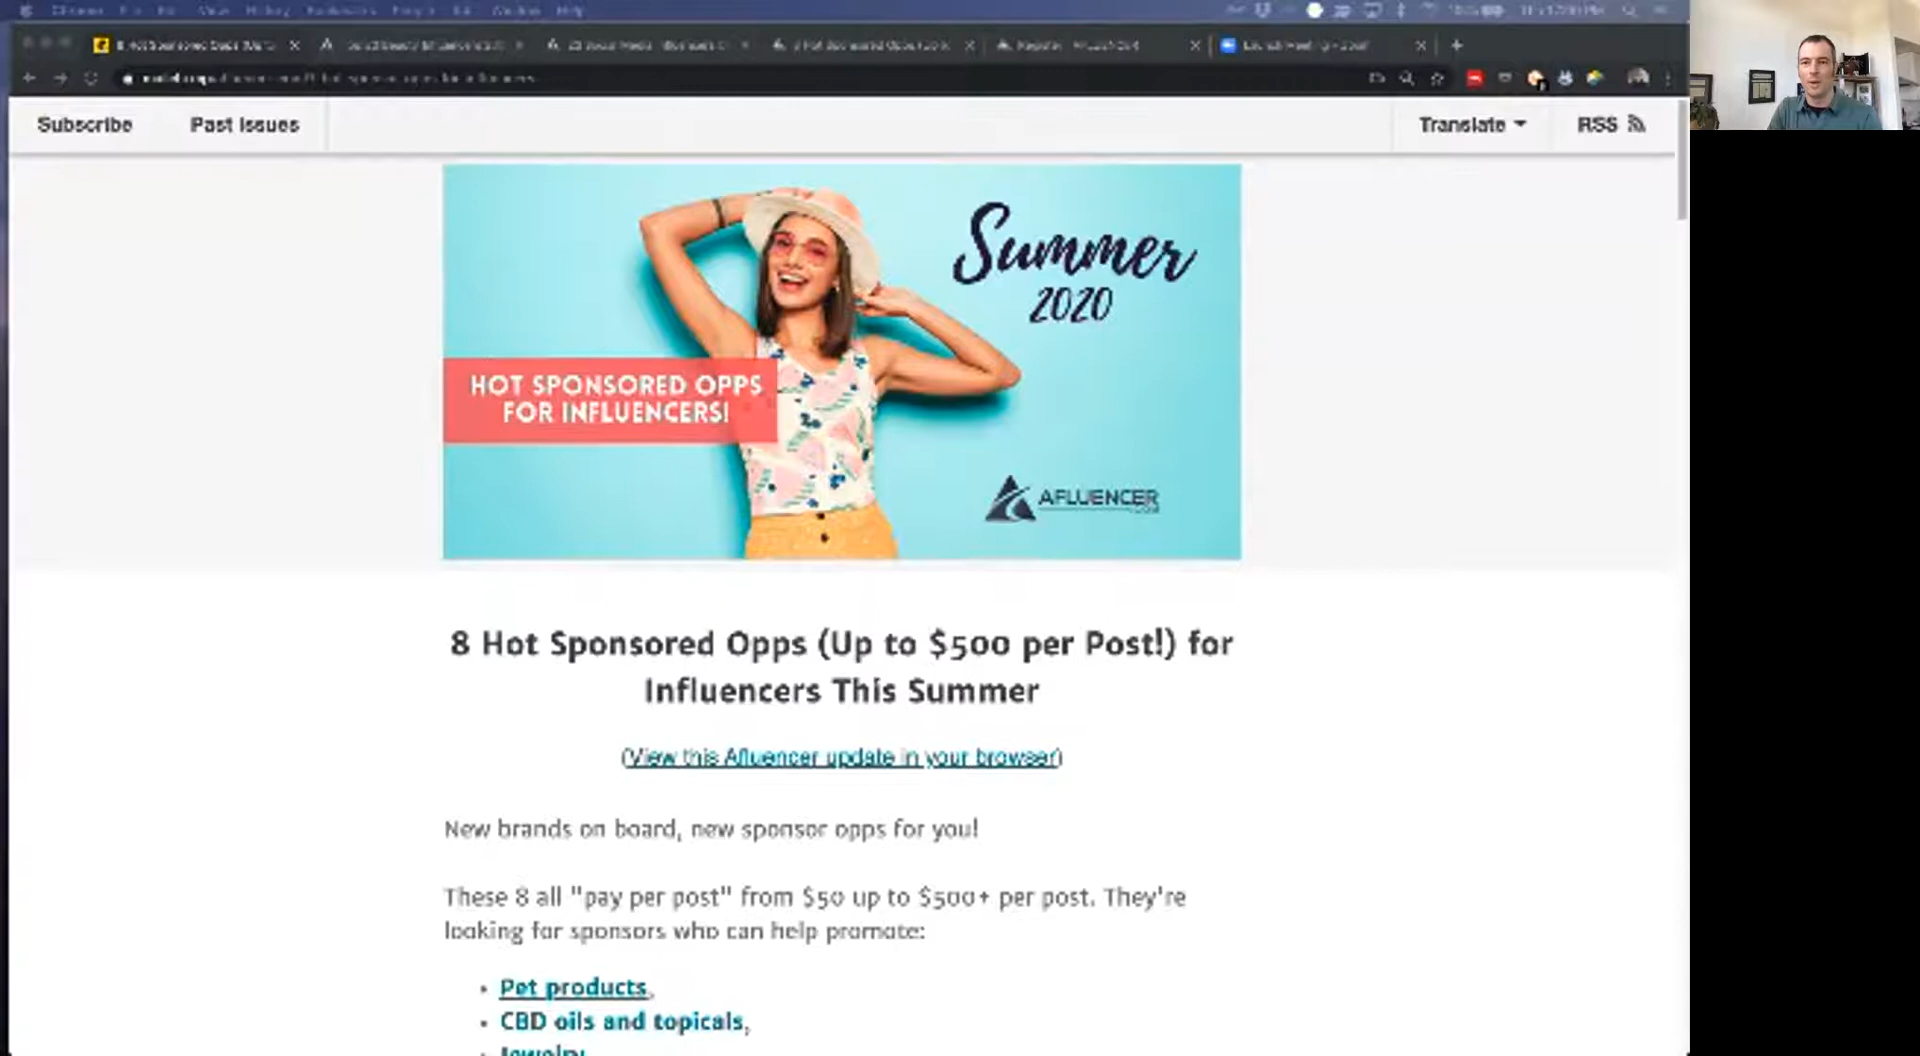 Subscribe
Past Issues
Translate
RSS
Summer
2020
HOT SPONSORED OPPS
FOR INFLUENCERS!
AFLUENCER
8 Hot Sponsored Opps (Up to $500 per Post!) for
Influencers This Summer
(View this Afluencer update in your browser)
New brands on board, new sponsor opps for you!
These 8 all "pay per post" from $50 up to $500+ per post. They're
looking for sponsors who can help promote:
• Pet products,
• CBD oils and topicals,
• Jewelry